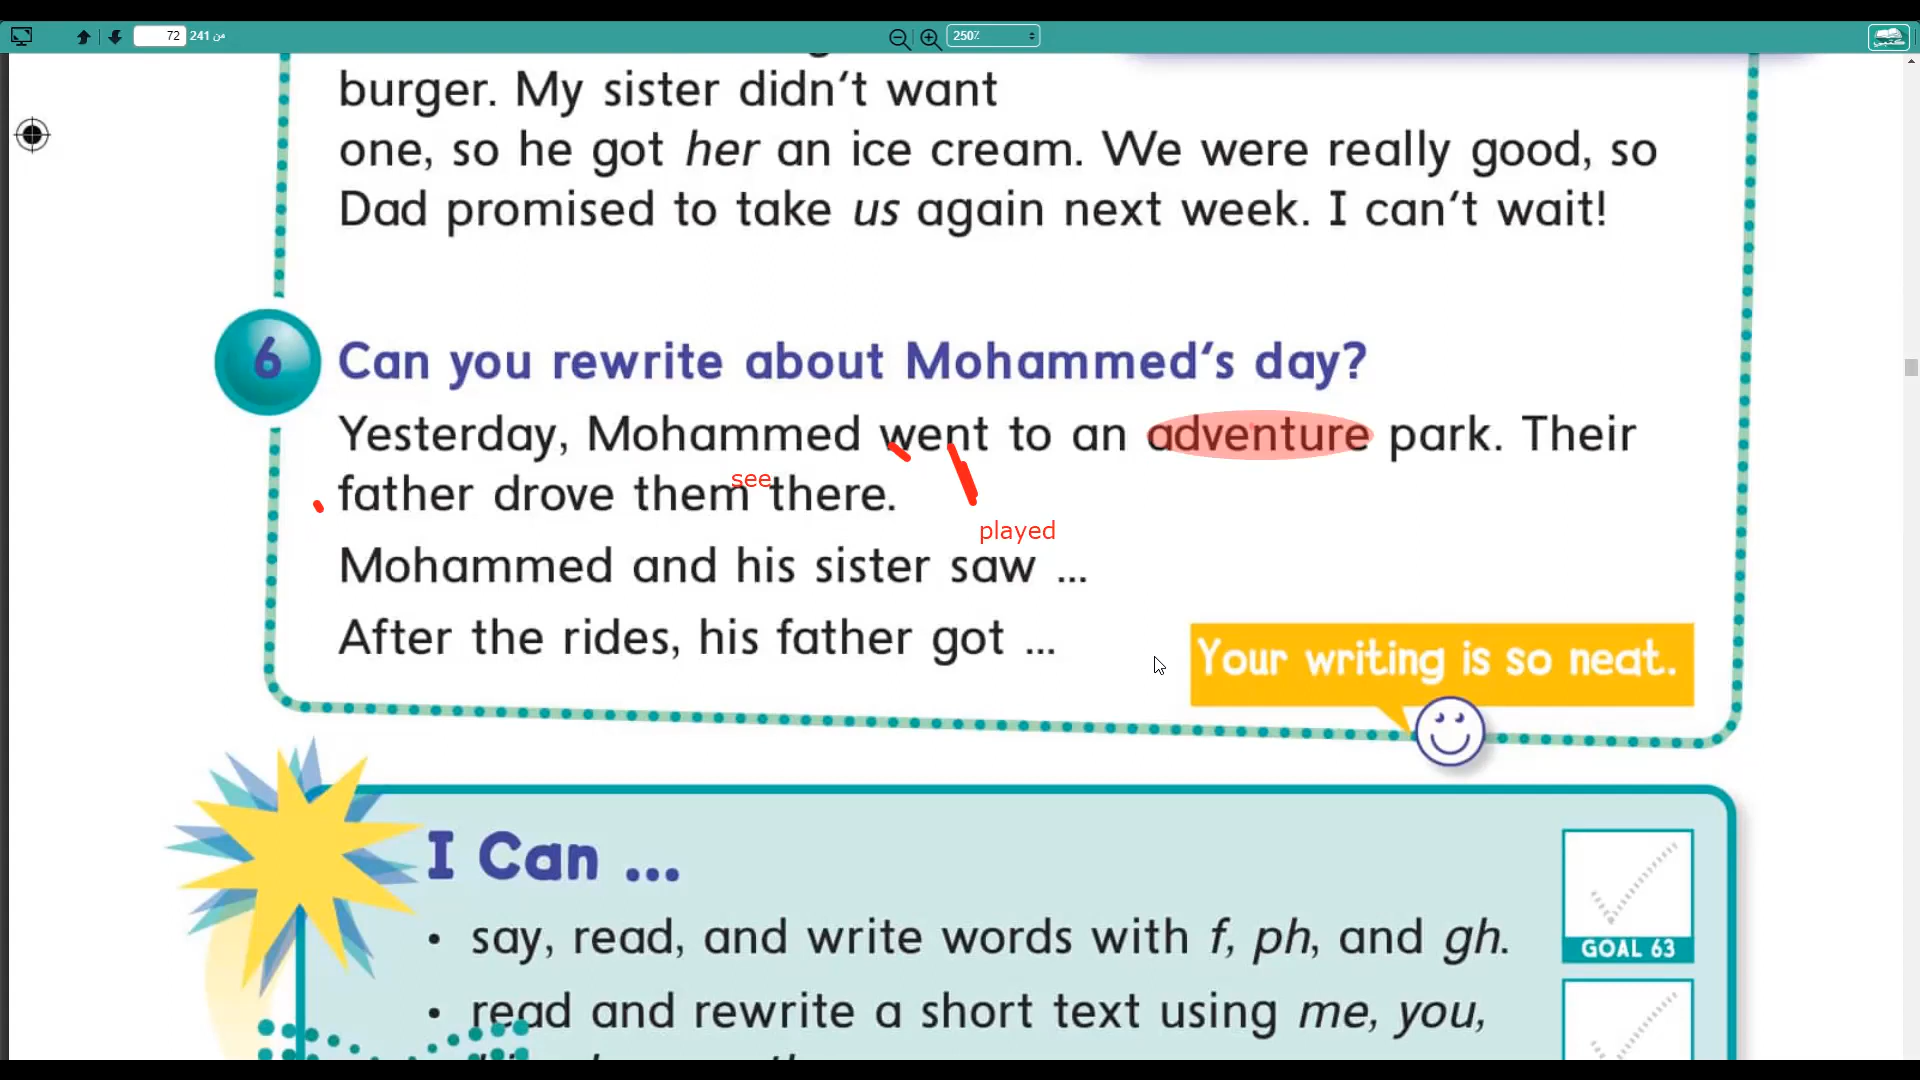 72
من 241
250٪
burger. My sister didn‘t want
one, so he got her an ice cream. We were really good, so
Dad promised to take us again next week. I can‘t wait!
6
Can you rewrite about Mohammed‘s day?
Yesterday, Mohammed went to an adventure park. Their
see
father drove them there.
played
Mohammed and his sister saw ...
After the rides, his father got ...
Your writing is so neat..
I Can ...
• say, read, and write words with f, ph, and gh.
GOAL 63
• read and rewrite a short text using me, you,